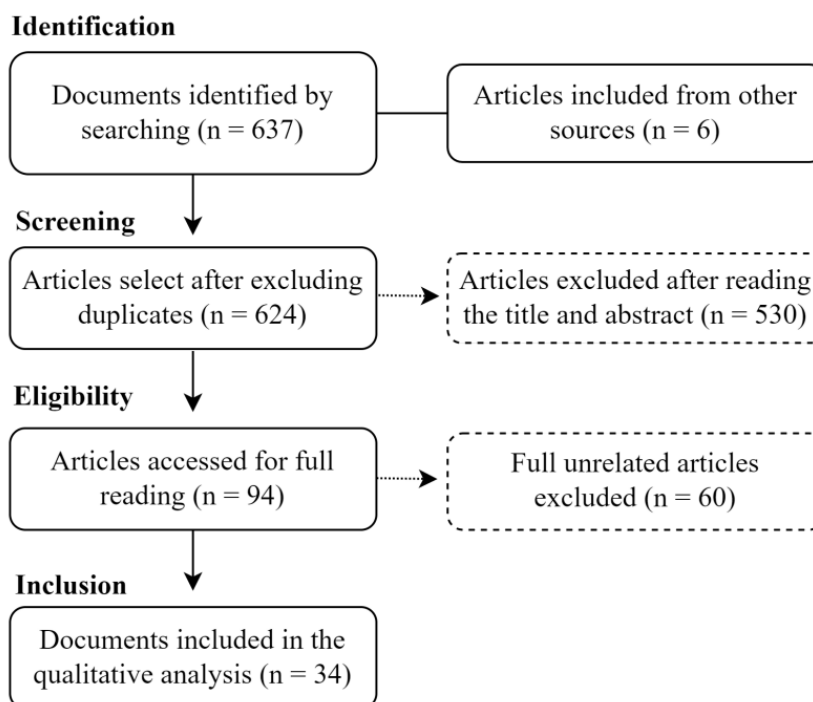 Identification
Documents identified by
searching (n = 637)
Articles included from other
sources (n = 6)
Screening
Articles select after excluding
duplicates (n = 624)
Articles excluded after reading
the title and abstract (n = 530)
Eligibility
Articles accessed for full
reading (n = 94)
Full unrelated articles
excluded (n = 60)
Inclusion
Documents included in the
qualitative analysis (n = 34)